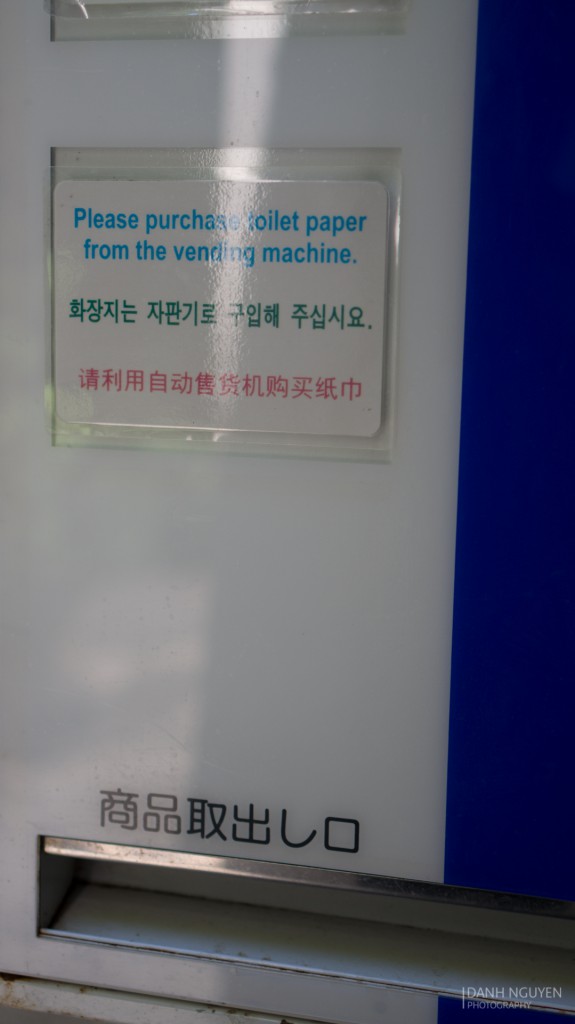 Please purchase toilet paper
from the vending machine.
화장지는 자판기로 구입해 주십시요.
请利用自动售货机购买纸巾
商品取出し口
DANH NGUYEN
PHOTOGRAPHY